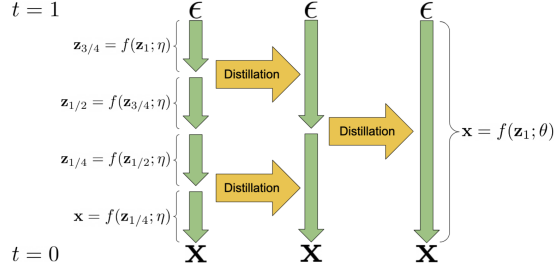 t = 1
ϵ ϵ ϵ
z_{3/4} = f(z_1; η)
Distillation
z_{1/2} = f(z_{3/4}; η)
Distillation
x = f(z_1; θ)
z_{1/4} = f(z_{1/2}; η)
Distillation
x = f(z_{1/4}; η)
t = 0
x x x